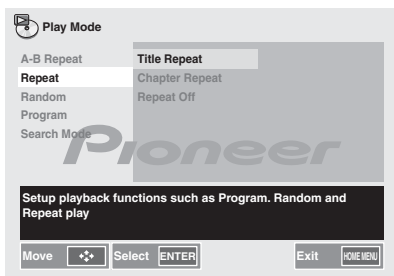 Play Mode
A-B Repeat
Repeat
Random
Program
Search Mode
Title Repeat
Chapter Repeat
Repeat Off
Pioneer
Setup playback functions such as Program. Random and
Repeat play
Move Select ENTER Exit HOME MENU